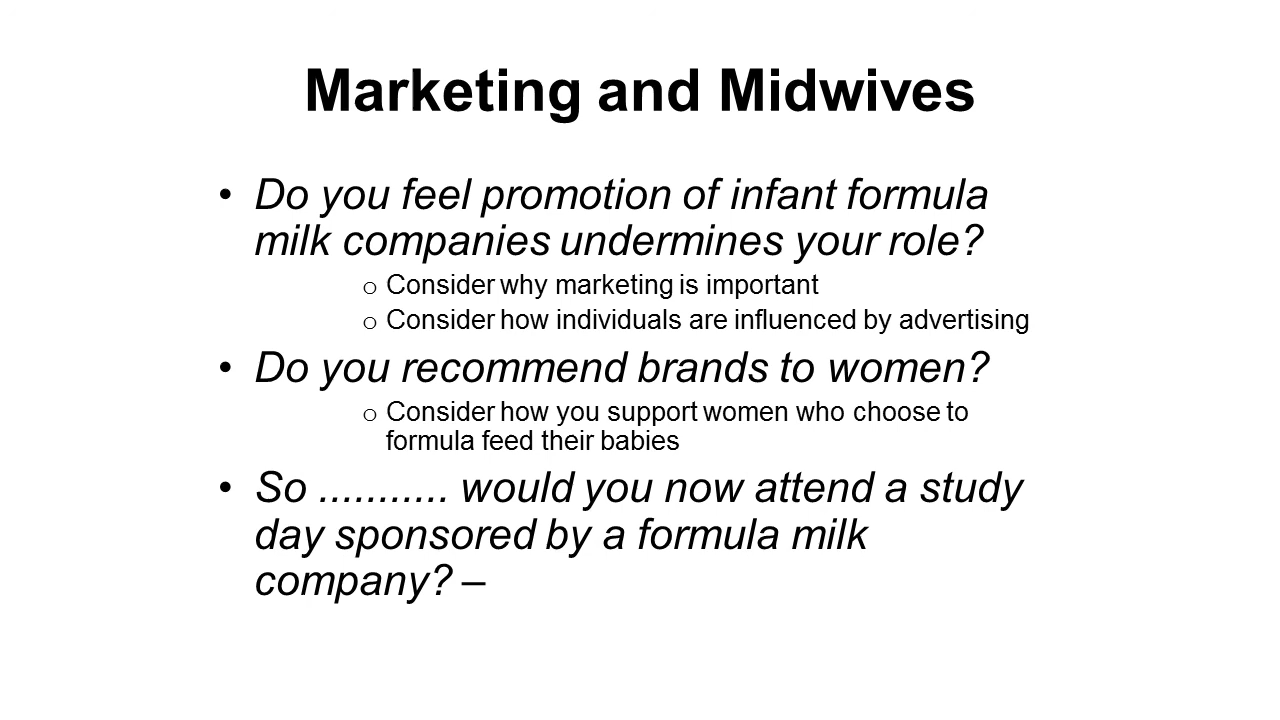 Marketing and Midwives
• Do you feel promotion of infant formula
milk companies undermines your role?
o Consider why marketing is important
o Consider how individuals are influenced by advertising
• Do you recommend brands to women?
o Consider how you support women who choose to
formula feed their babies
• So ........... would you now attend a study
day sponsored by a formula milk
company? –